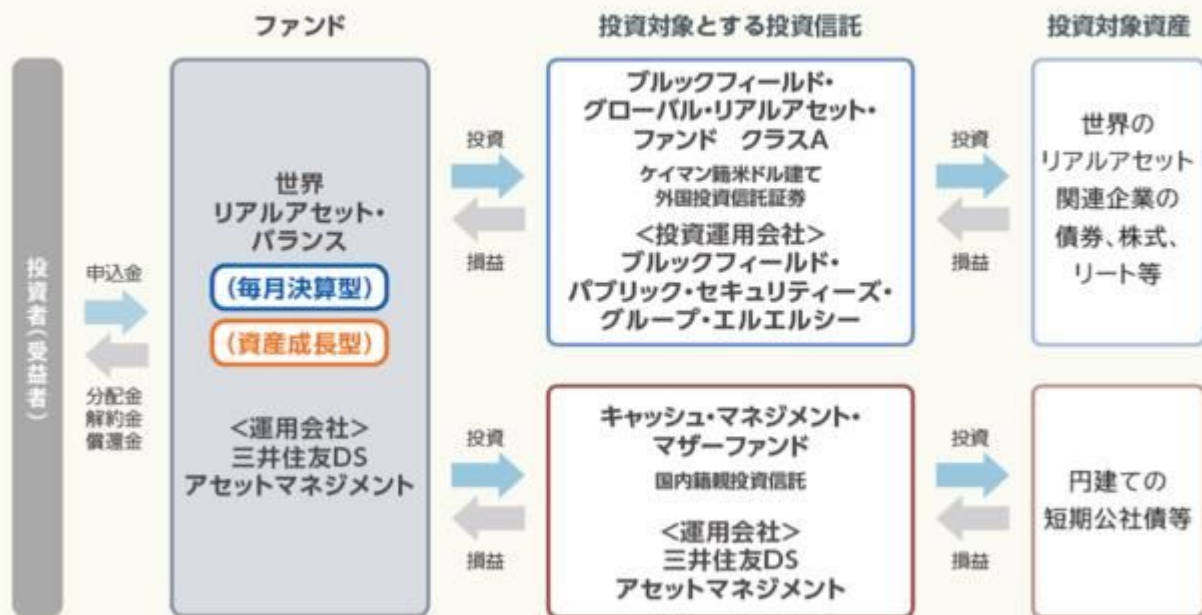 ファンド
投資対象とする投資信託
投資対象資産
投資者(受益者)
申込金
分配金
解約金
償還金
世界
リアルアセット・
バランス
(毎月決算型)
(資産成長型)
<運用会社>
三井住友DS
アセットマネジメント
投資
損益
ブルックフィールド・
グローバル・リアルアセット・
ファンド クラスA
ケイマン籍米ドル建て
外国投資信託証券
<投資運用会社>
ブルックフィールド・
パブリック・セキュリティーズ・
グループ・エルエルシー
投資
損益
世界の
リアルアセット
関連企業の
債券、株式、
リート等
投資
損益
キャッシュ・マネジメント・
マザーファンド
国内籍親投資信託
<運用会社>
三井住友DS
アセットマネジメント
投資
損益
円建ての
短期公社債等